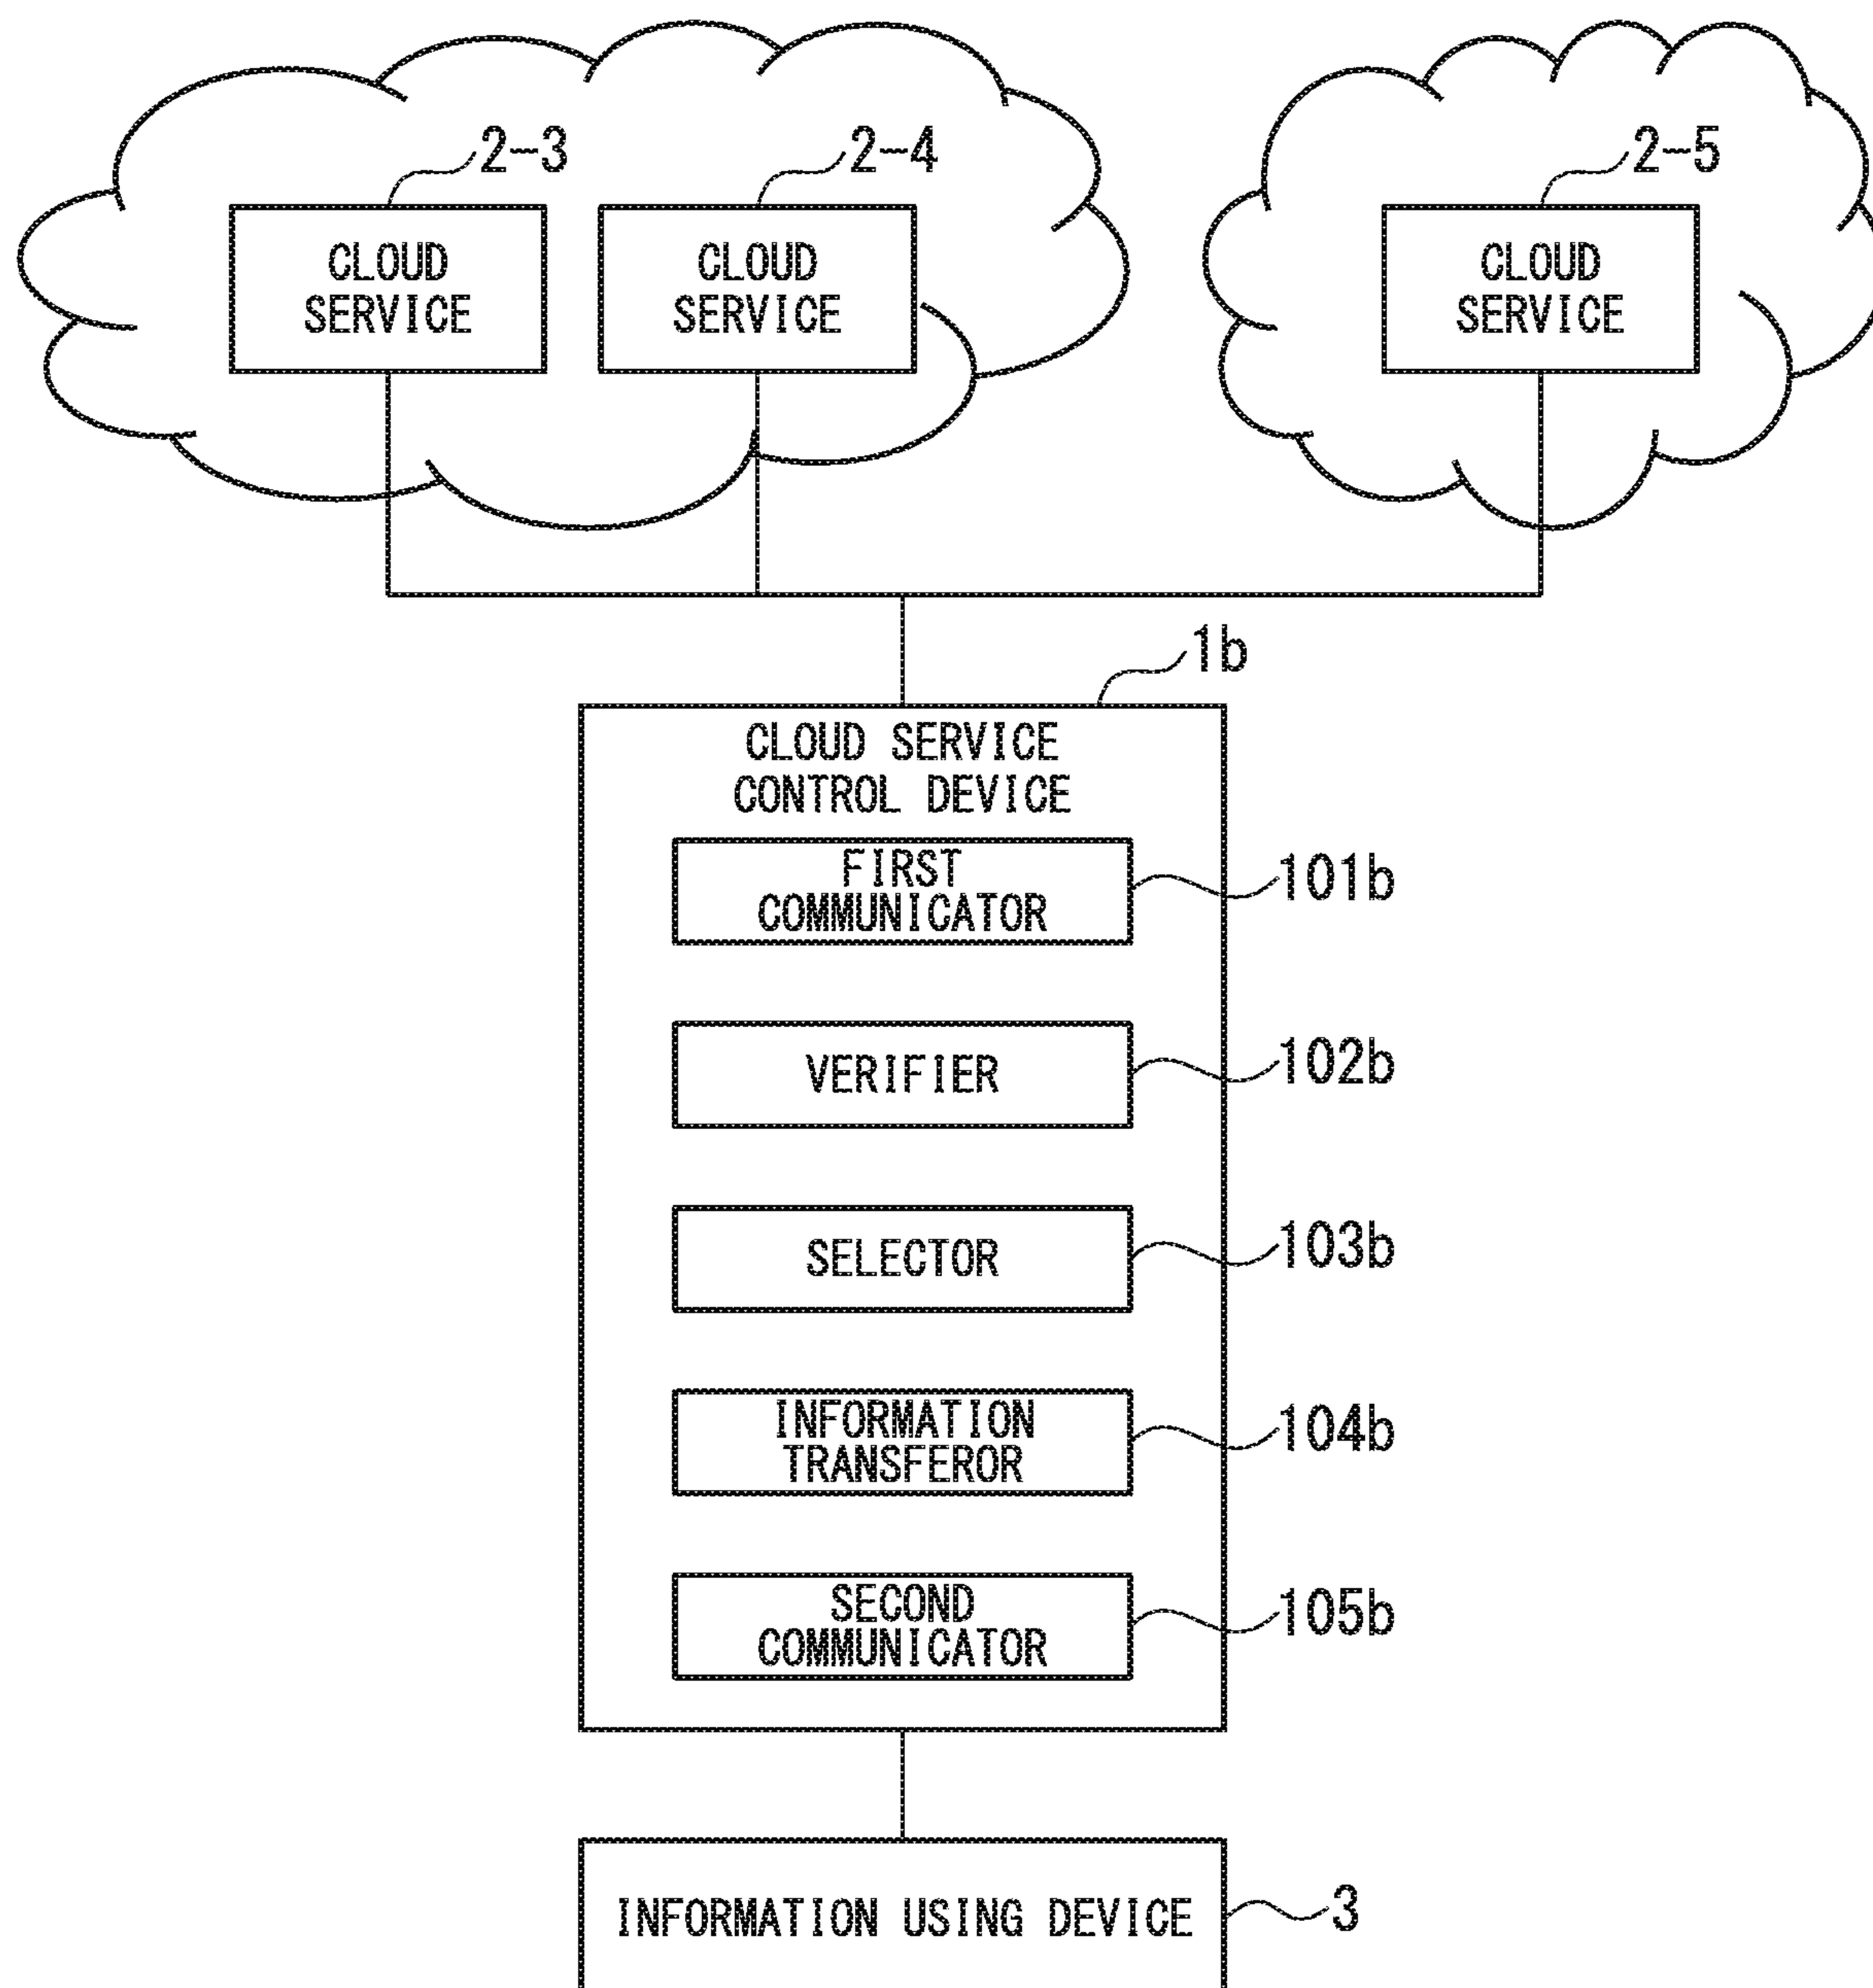 2-3
2-4
2-5
CLOUD
SERVICE
CLOUD
SERVICE
CLOUD
SERVICE
1b
CLOUD SERVICE
CONTROL DEVICE
FIRST
COMMUNICATOR
101b
VERIFIER
102b
SELECTOR
103b
INFORMATION
TRANSFEROR
104b
SECOND
COMMUNICATOR
105b
INFORMATION USING DEVICE
3